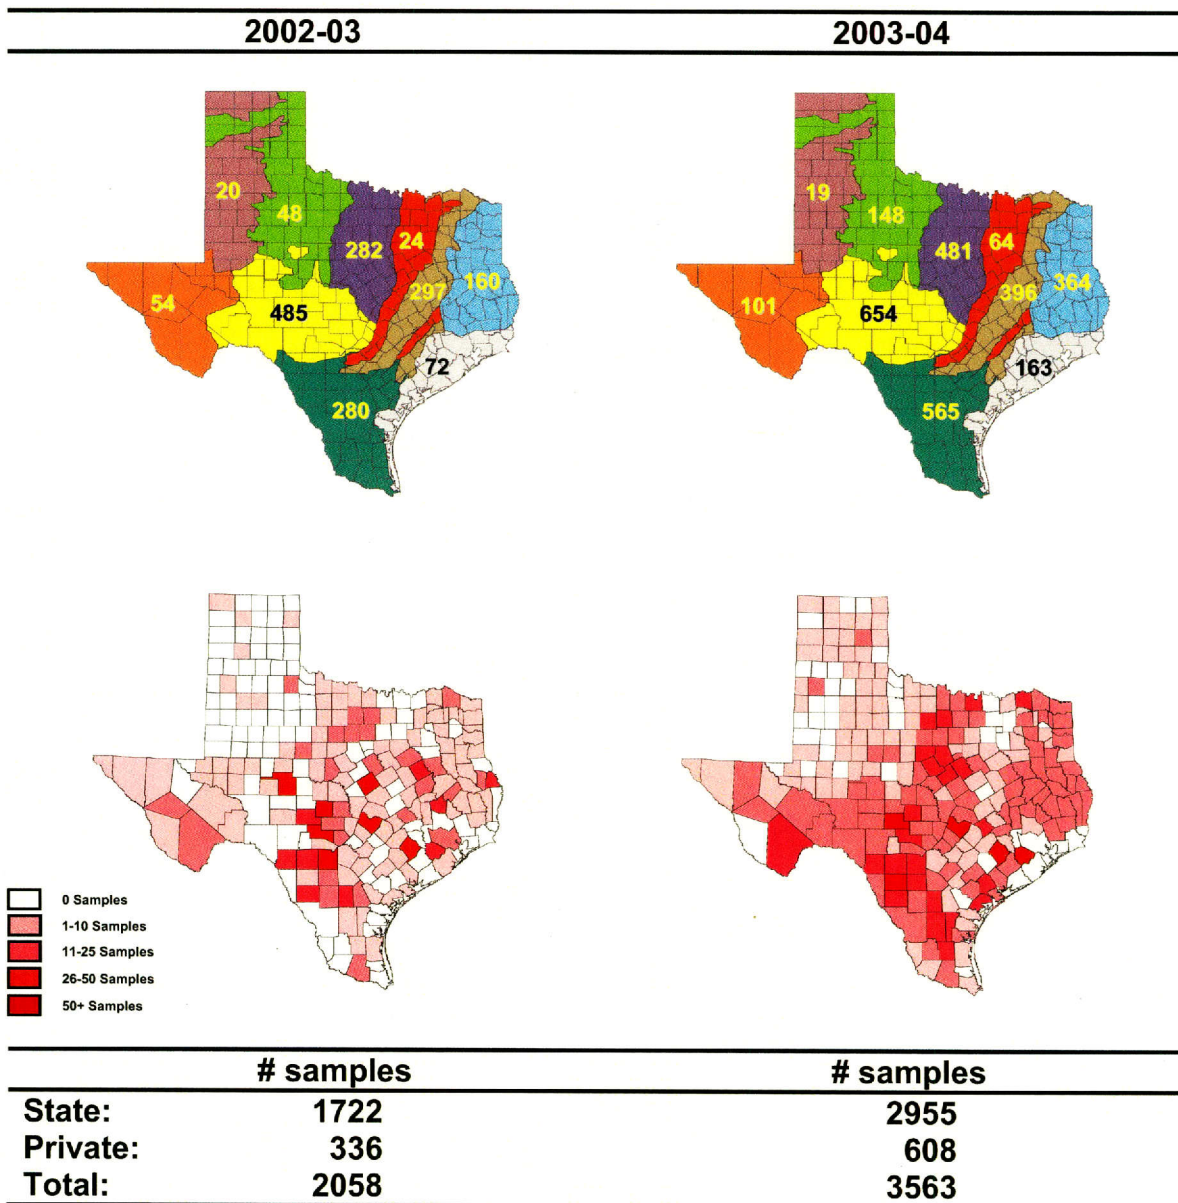 2002-03 2003-04
20
48
282
24
160
297
54
485
72
280
19
148
481
64
364
396
101
654
163
565
0 Samples
1-10 Samples
11-25 Samples
26-50 Samples
50+ Samples
# samples # samples
State: 1722 2955
Private: 336 608
Total: 2058 3563